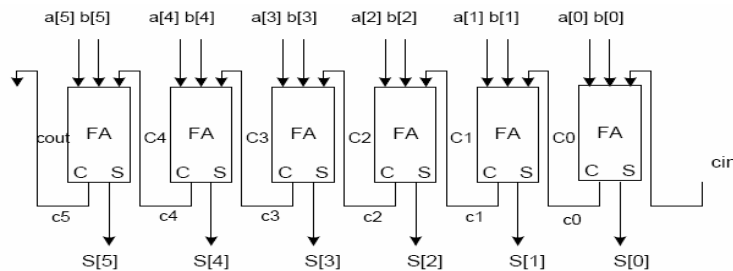 a[5] b[5] a[4] b[4] a[3] b[3] a[2] b[2] a[1] b[1] a[0] b[0]
cout FA C4 FA C3 FA C2 FA C1 FA C0 FA
cin
C S C S C S C S C S C S
c5 c4 c3 c2 c1 c0
S[5] S[4] S[3] S[2] S[1] S[0]